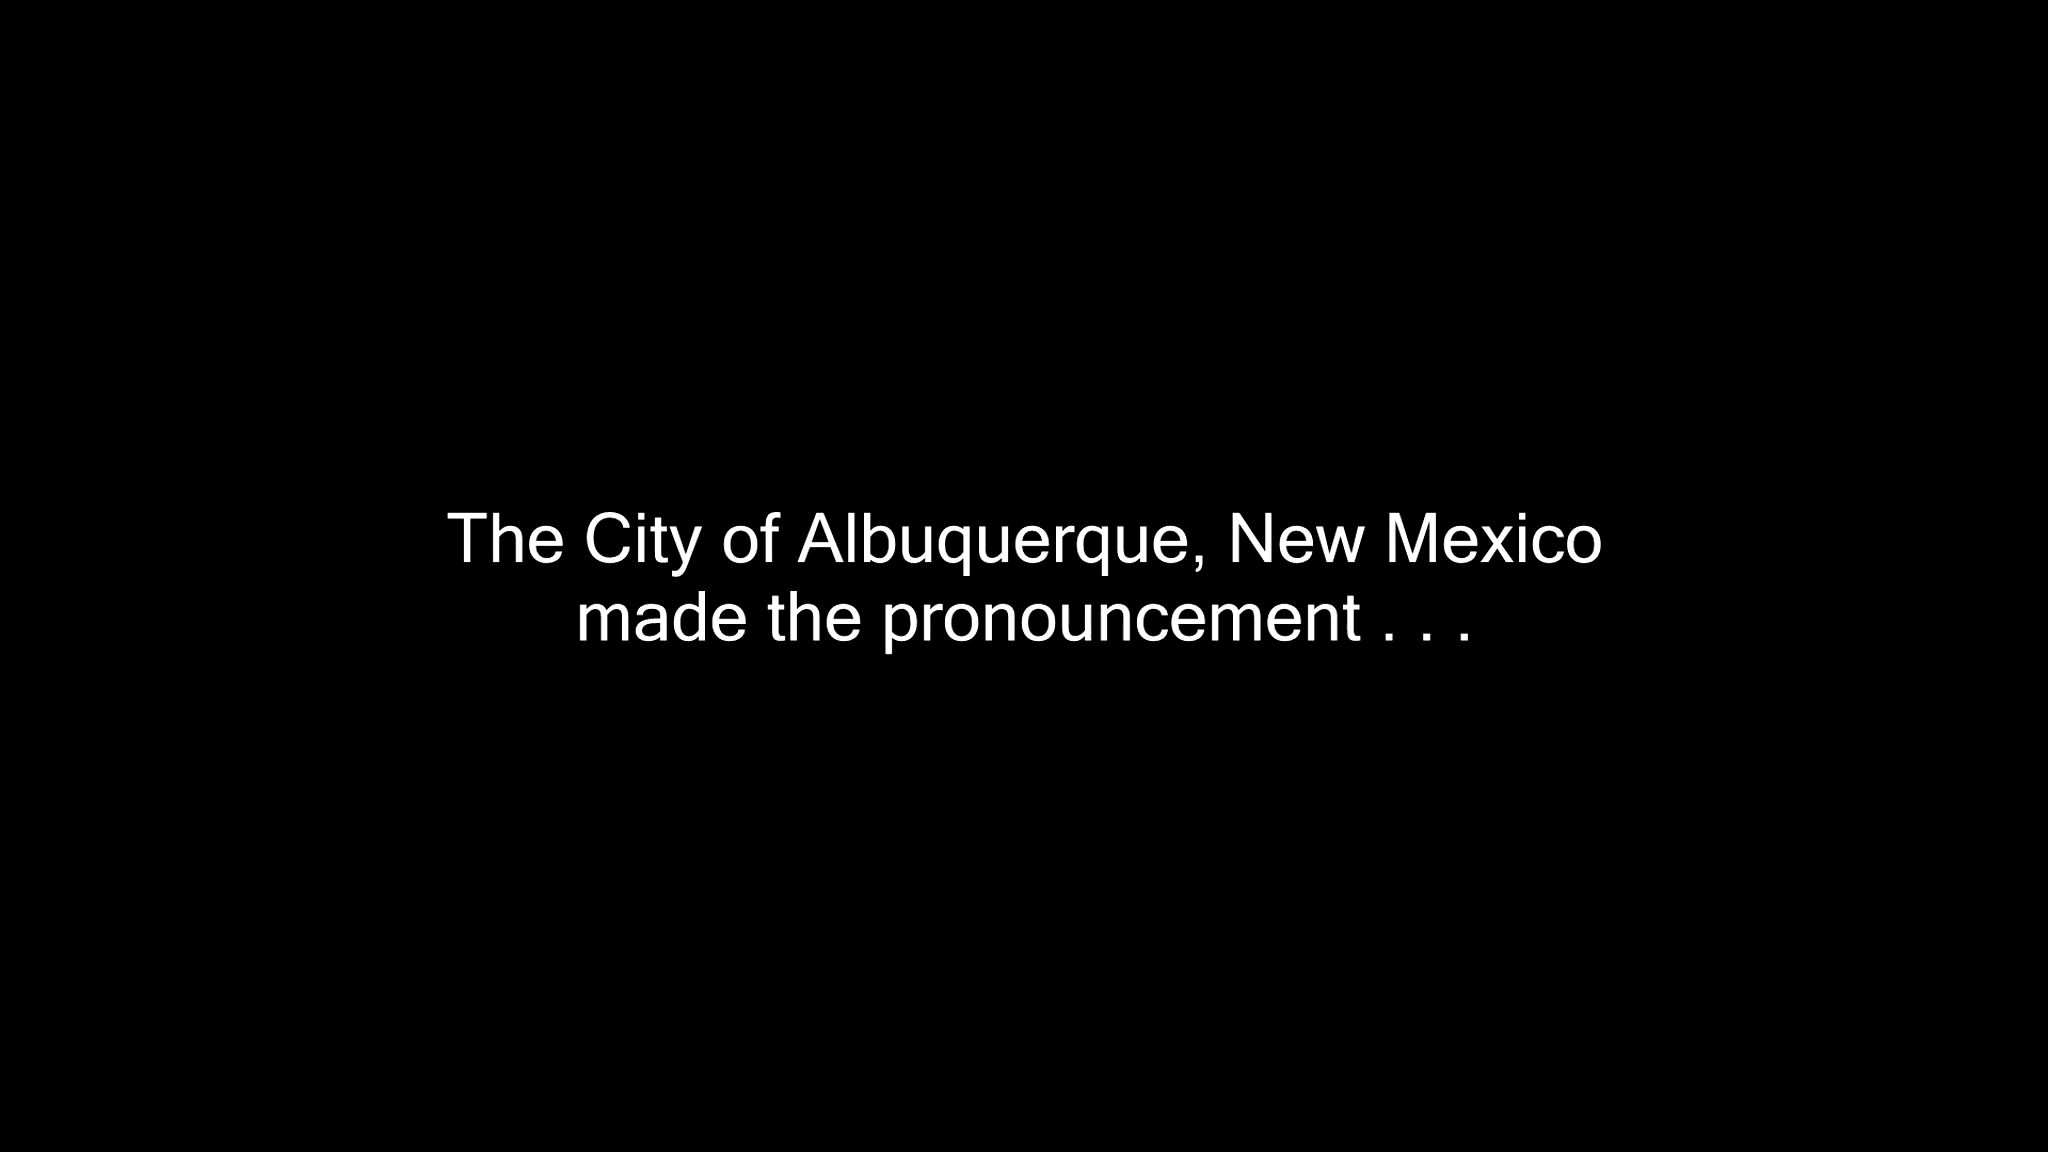 The City of Albuquerque, New Mexico
made the pronouncement . . .